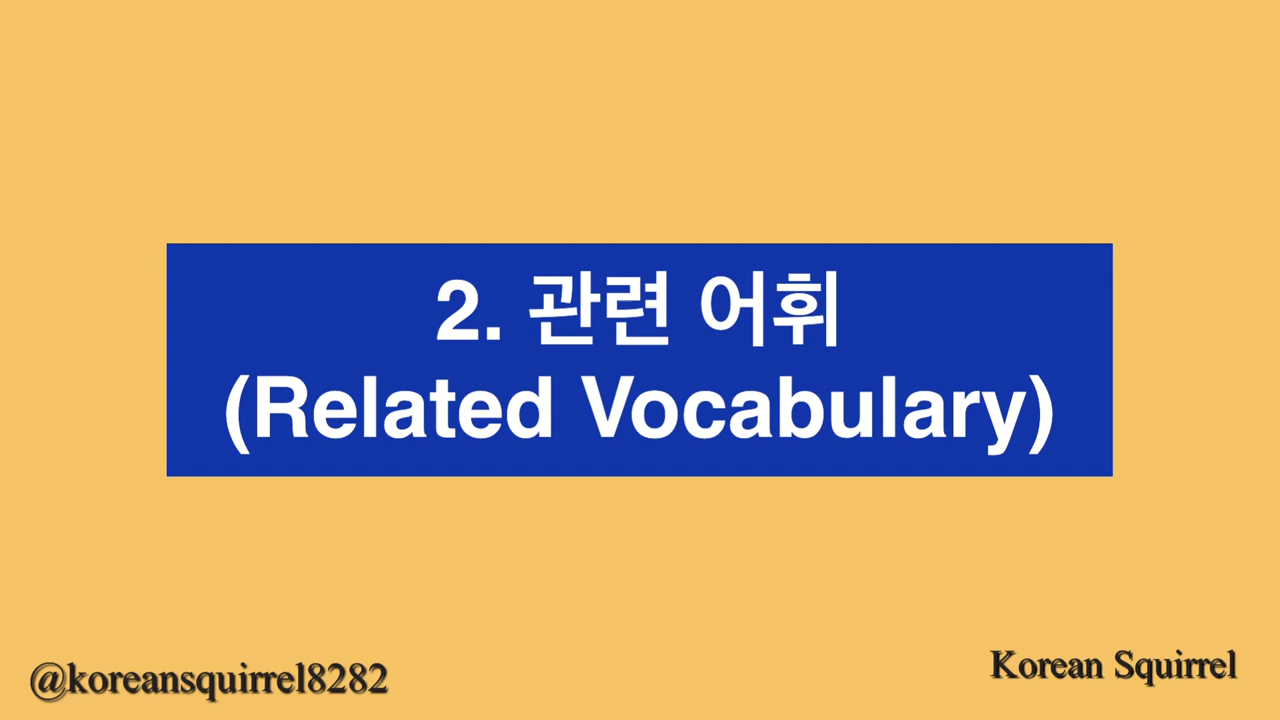 2. 관련 어휘
(Related Vocabulary)
@koreansquirrel8282
Korean Squirrel